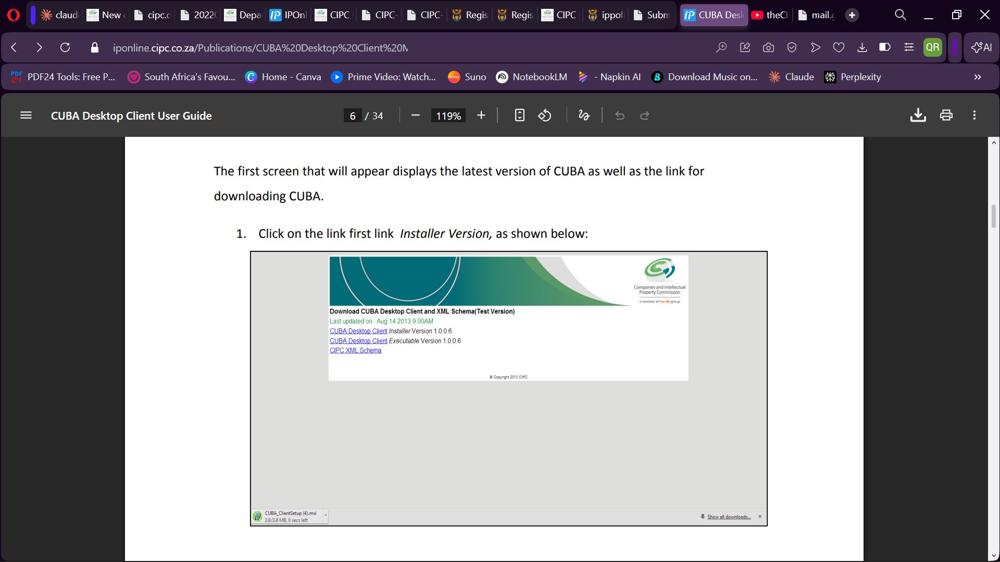 claud
New
cipc.c
2022
Depa
IPOnl
CIPC
CIPC-
CIPC-
Regis
Regis
CIPC
ippoli
Subm
CUBA Desk
theCI
mail.g
iponline.cipc.co.za/Publications/CUBA%20Desktop%20Client%20M
QR
AI
PDF24 Tools: Free P...
South Africa's Favou...
Home - Canva
Prime Video: Watch...
Suno
NotebookLM
- Napkin AI
Download Music on...
Claude
Perplexity
CUBA Desktop Client User Guide
6 / 34
119%
The first screen that will appear displays the latest version of CUBA as well as the link for
downloading CUBA.
1. Click on the link first link Installer Version, as shown below:
Companies and Intellectual
Property Commission
a member of the dti group
Download CUBA Desktop Client and XML Schema(Test Version)
Last updated on : Aug 14 2013 9:00AM
CUBA Desktop Client Installer Version 1.0.0.6
CUBA Desktop Client Executable Version 1.0.0.6
CIPC XML Schema
© Copyright 2013 CIPC
CUBA_ClientSetup (4).msi
3.8/3.8 MB, 0 secs left
Show all downloads...